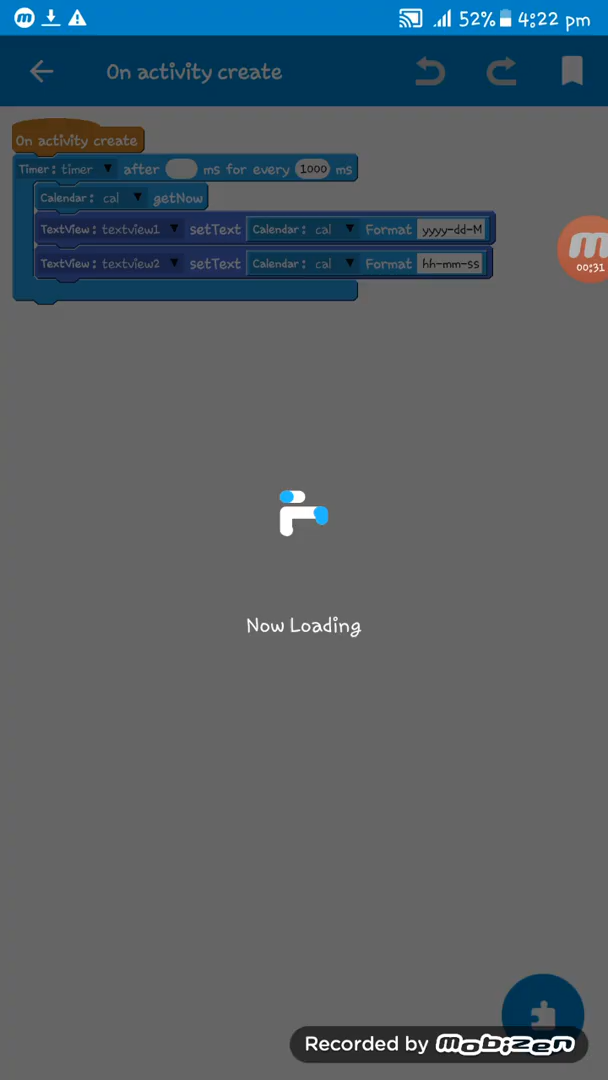 52% 4:22 pm
On activity create
On activity create
Timer: timer after ms for every 1000 ms
Calendar: cal getNow
TextView: textview1 setText Calendar: cal Format yyyy-dd-M
TextView: textview2 setText Calendar: cal Format hh-mm-ss
00:31
Now Loading
Recorded by mobizen